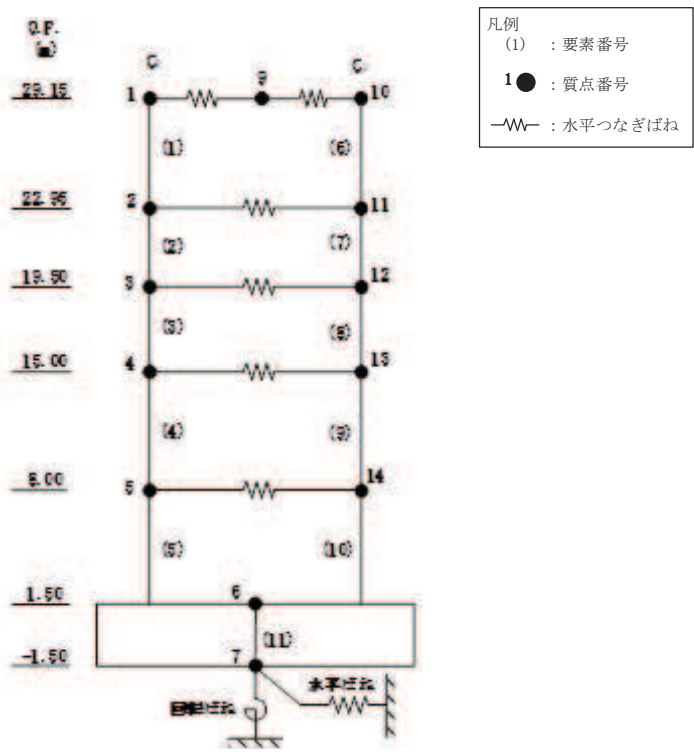 (m)
凡例
(1) : 要素番号
1 : 質点番号
: 水平つなぎばね
29.15 1 9 10
(1) (6)
22.95 2 11
(2) (7)
19.50 3 12
(3) (8)
15.00 4 13
(4) (9)
8.00 5 14
(5) (10)
1.50 6
(11)
-1.50 7
水平ばね
回転ばね